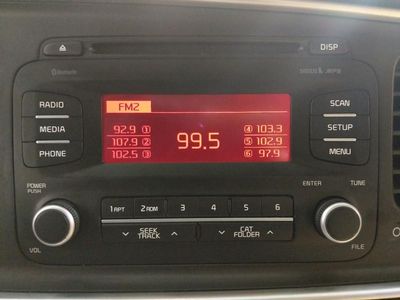 DISP
Bluetooth
SIRIUS
MP3
RADIO
MEDIA
PHONE
FM2
92.9 1
107.9 2
102.5 3
99.5
4 103.3
5 102.9
6 97.9
SCAN
SETUP
MENU
POWER
PUSH
VOL
1 RPT
2 RDM
3
4
5
6
SEEK
TRACK
CAT
FOLDER
ENTER
TUNE
FILE